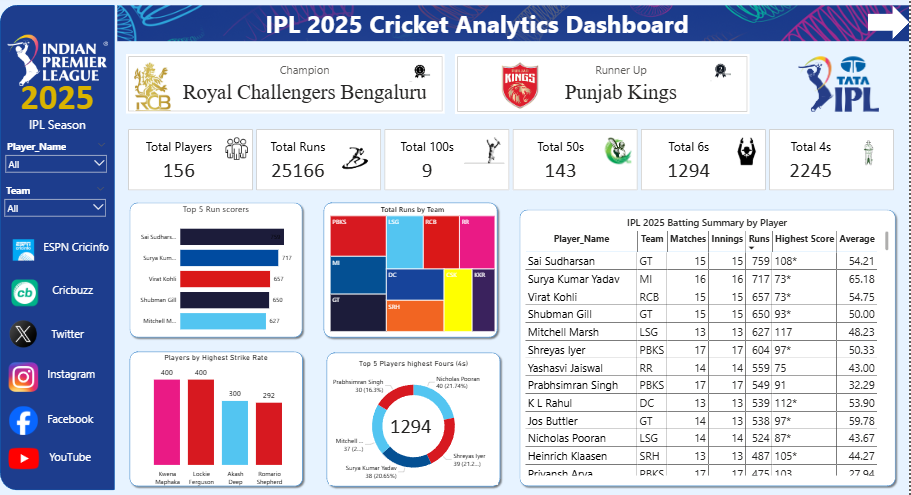 IPL 2025 Cricket Analytics Dashboard
INDIAN
PREMIER
LEAGUE
2025
IPL Season
Player_Name
All
Team
All
ESPN Cricinfo
Cricbuzz
Twitter
Instagram
Facebook
YouTube
Champion
RCB
Royal Challengers Bengaluru
Runner Up
KINGS
Punjab Kings
TATA
IPL
Total Players
156
Total Runs
25166
Total 100s
9
Total 50s
143
Total 6s
1294
Total 4s
2245
Top 5 Run scorers
Sai Sudhars...
Surya Kum... 717
Virat Kohli 657
Shubman Gill 650
Mitchell M... 627
Total Runs by Team
PBKS
MI
GT
LSG
RCB
RR
DC
SRH
KKR
IPL 2025 Batting Summary by Player
Player_Name Team Matches Innings Runs Highest Score Average
Sai Sudharsan GT 15 15 759 108* 54.21
Surya Kumar Yadav MI 16 16 717 73* 65.18
Virat Kohli RCB 15 15 657 73* 54.75
Shubman Gill GT 15 15 650 93* 50.00
Mitchell Marsh LSG 13 13 627 117 48.23
Shreyas Iyer PBKS 17 17 604 97* 50.33
Yashasvi Jaiswal RR 14 14 559 75 43.00
Prabhsimran Singh PBKS 17 17 549 91 32.29
K L Rahul DC 13 13 539 112* 53.90
Jos Buttler GT 14 13 538 97* 59.78
Nicholas Pooran LSG 14 14 524 87* 43.67
Heinrich Klaasen SRH 13 13 487 105* 44.27
Priyansh Arya PBKS 17 17 475 103 27.94
Players by Highest Strike Rate
400 400 300 292
Kwena Maphaka
Lockie Ferguson
Akash Deep
Romario Shepherd
Top 5 Players highest Fours (4s)
Nicholas Pooran
40 (21.74%)
Shreyas Iyer
39 (21.2...)
Surya Kumar Yadav
38 (20.65%)
Mitchell ...
37 (2...)
Prabhsimran Singh
30 (16.3%)
1294